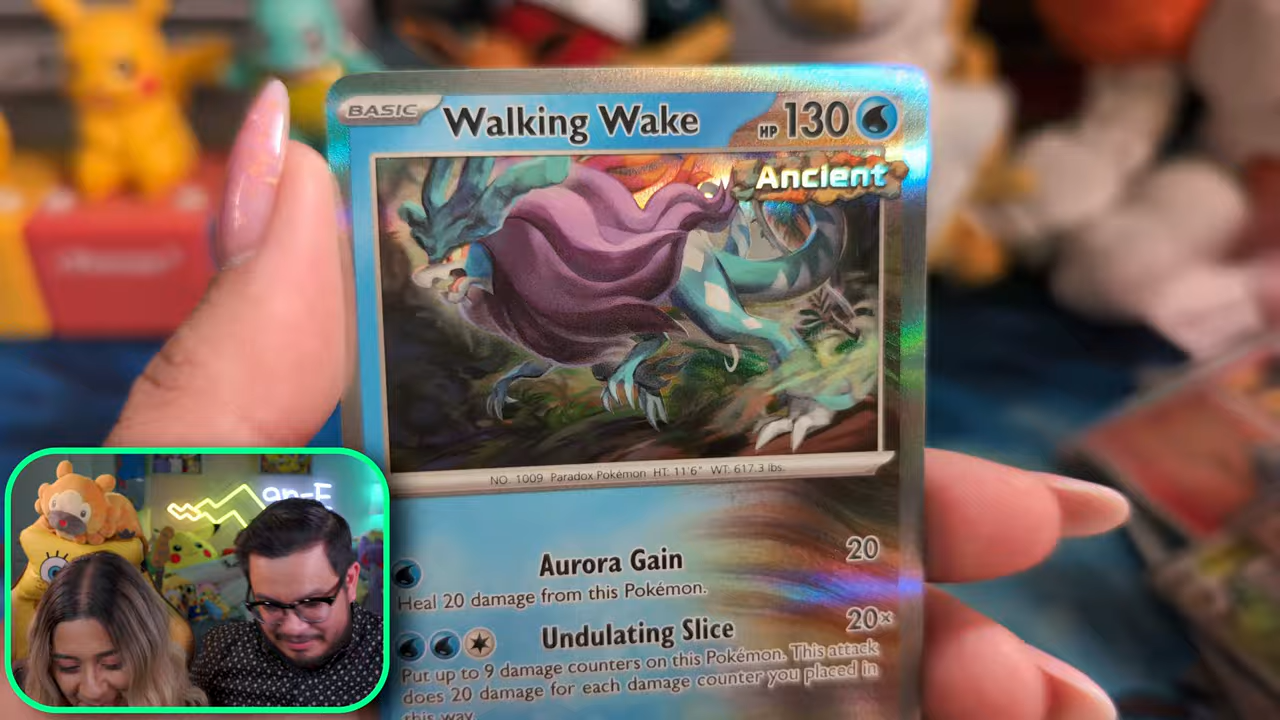 BASIC Walking Wake HP 130
Ancient
NO. 1009 Paradox Pokémon HT: 11'6" WT: 617.3 lbs.
Aurora Gain 20
Heal 20 damage from this Pokémon.
Undulating Slice 20×
Put up to 9 damage counters on this Pokémon. This attack
does 20 damage for each damage counter you placed in
this way.